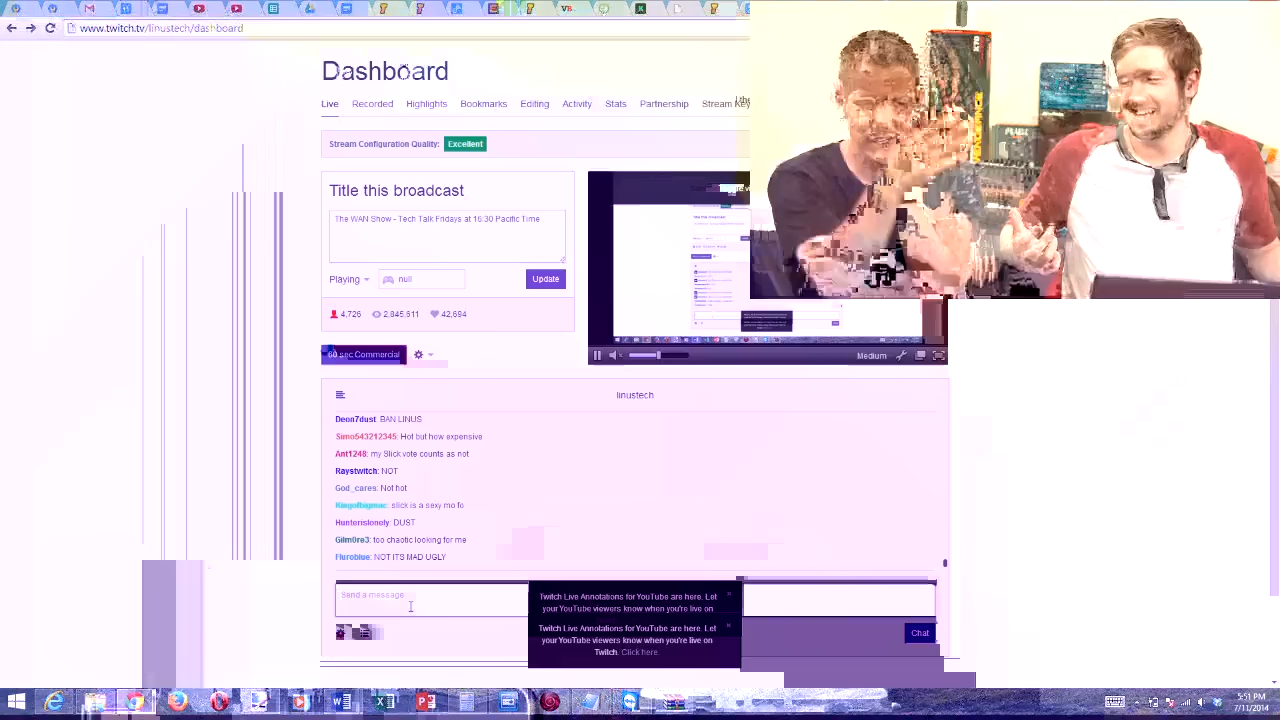 www.twitch.tv/linustech/dashboard
Dashboard
Live Recent Highlights Bookmarks Editing Activity Stats Partnership Stream Key
Stream Configuration Quality: Excellent
Title this broadcast
The WAN Show - Tech Talk Fridays at 16:30 Pacific Time
Playing null Update
4,726 2,845,611 42,694
60 sec Commercial
Medium
linustech
Deon7dust: BAN LINUS
Simo543212345: Hot but how expensive
Ant1248: my Slick vote counts as not
Raystwitch: NOT
God_cares: Not hot
slick is a sexy mo fo
Hunterislonely: DUST
Gilm0re3: too chaotic looking for me
Fluroblue: NOT IT'S MAD UGLY
Send a message
Twitch Live Annotations for YouTube are here. Let
your YouTube viewers know when you're live on
Twitch Live Annotations for YouTube are here. Let
your YouTube viewers know when you're live on
Twitch. Click here.
Chat
5:51 PM
7/11/2014